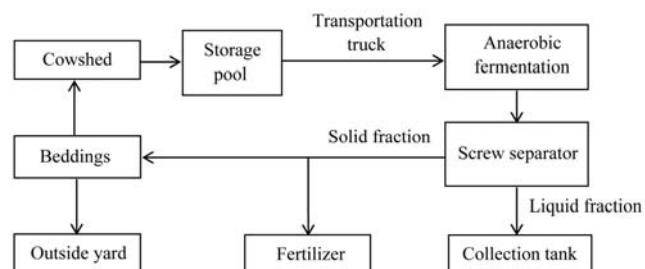 Transportation
truck
Cowshed
Storage
pool
Anaerobic
fermentation
Solid fraction
Beddings
Screw separator
Liquid fraction
Outside yard
Fertilizer
Collection tank